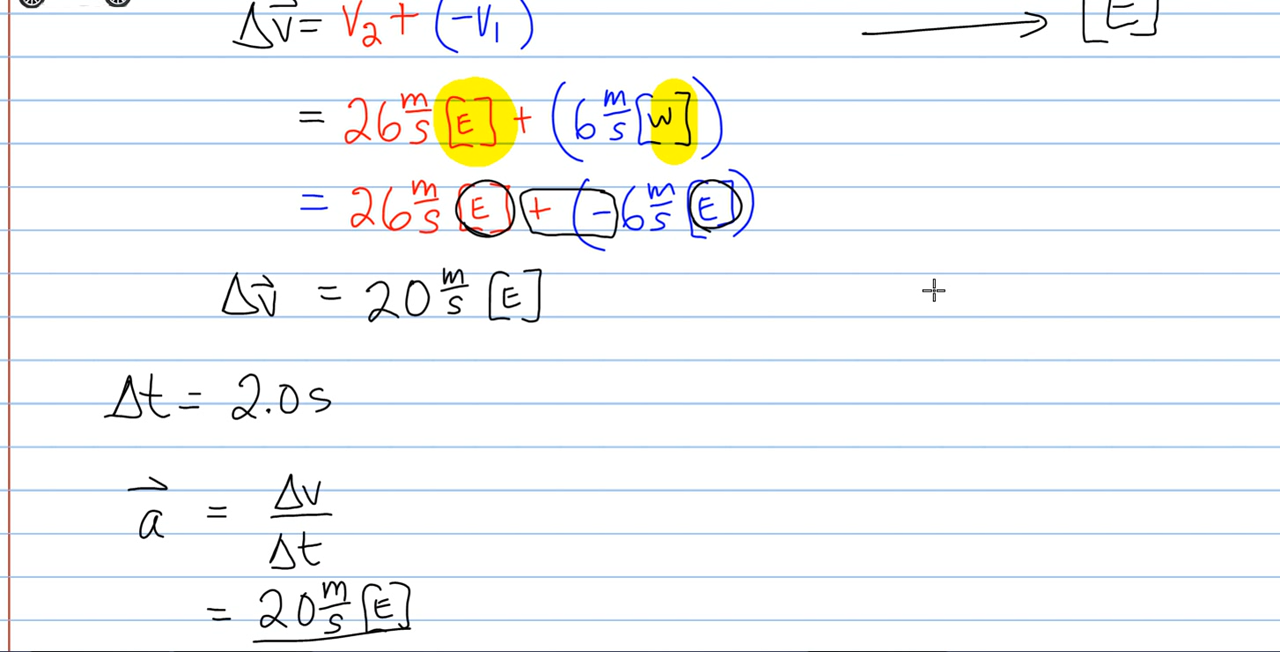 Δv⃗ = v₂ + (-v₁)
[E]
= 26 m/s [E] + (6 m/s [W])
= 26 m/s [E] + (-6 m/s [E])
Δv⃗ = 20 m/s [E]
Δt = 2.0s
a⃗ = Δv/Δt
= 20 m/s [E]